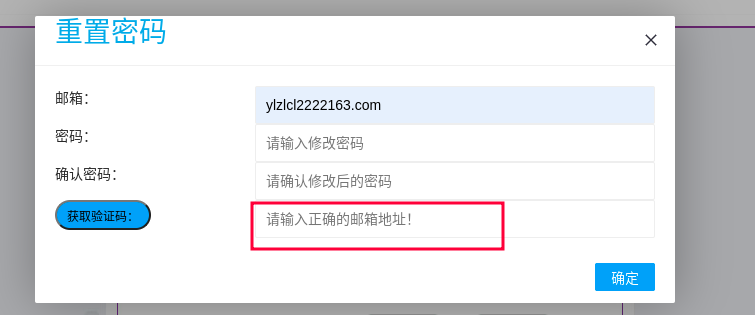 重置密码
邮箱：
ylzlcl2222163.com
密码：
请输入修改密码
确认密码：
请确认修改后的密码
获取验证码：
请输入正确的邮箱地址！
确定